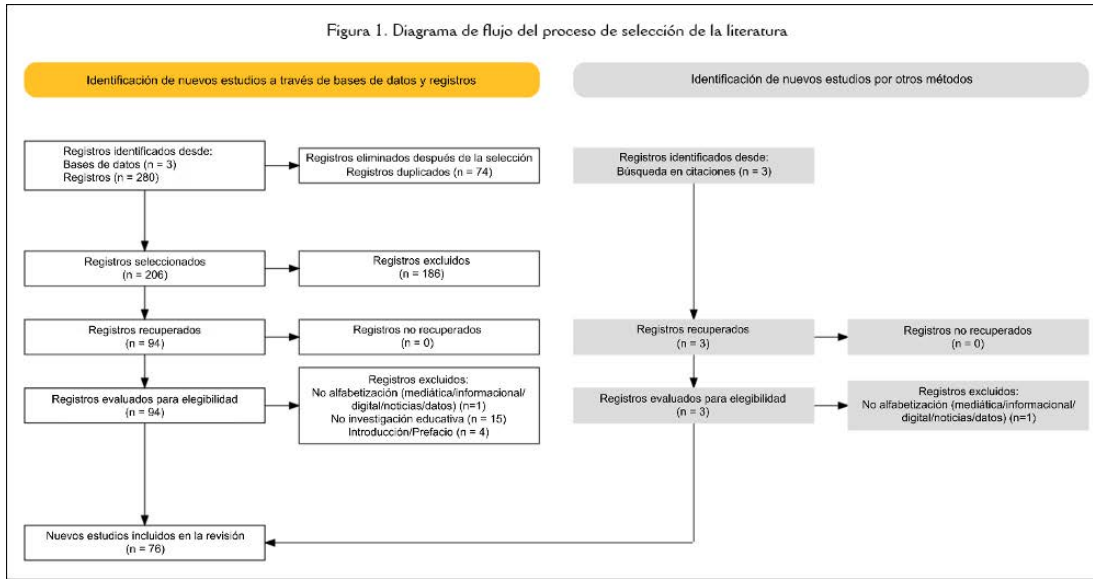 Figura 1. Diagrama de flujo del proceso de selección de la literatura
Identificación de nuevos estudios a través de bases de datos y registros
Identificación de nuevos estudios por otros métodos
Registros identificados desde:
Bases de datos (n = 3)
Registros (n = 280)
Registros eliminados después de la selección
Registros duplicados (n = 74)
Registros identificados desde:
Búsqueda en citaciones (n = 3)
Registros seleccionados
(n = 206)
Registros excluidos
(n = 186)
Registros recuperados
(n = 94)
Registros no recuperados
(n = 0)
Registros recuperados
(n = 3)
Registros no recuperados
(n = 0)
Registros evaluados para elegibilidad
(n = 94)
Registros excluidos:
No alfabetización (mediática/informacional/
digital/noticias/datos) (n=1)
No investigación educativa (n = 15)
Introducción/Prefacio (n = 4)
Registros evaluados para elegibilidad
(n = 3)
Registros excluidos:
No alfabetización (mediática/informacional/
digital/noticias/datos) (n=1)
Nuevos estudios incluidos en la revisión
(n = 76)